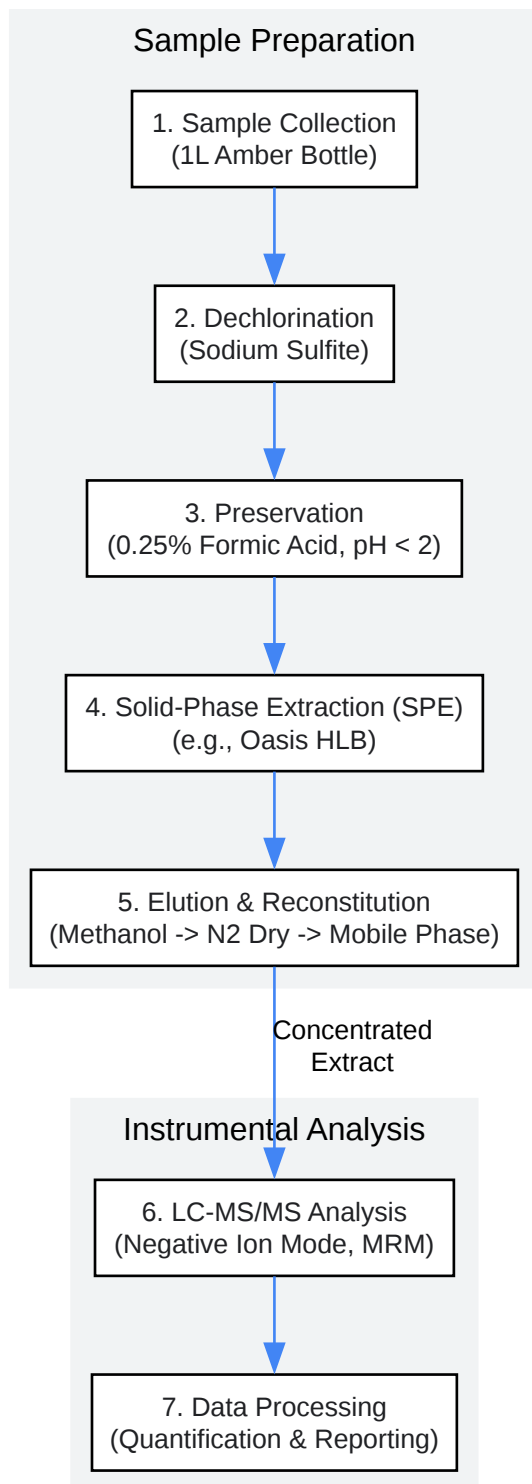 Sample Preparation
1. Sample Collection
(1L Amber Bottle)
2. Dechlorination
(Sodium Sulfite)
3. Preservation
(0.25% Formic Acid, pH < 2)
4. Solid-Phase Extraction (SPE)
(e.g., Oasis HLB)
5. Elution & Reconstitution
(Methanol -> N2 Dry -> Mobile Phase)
Concentrated
Extract
Instrumental Analysis
6. LC-MS/MS Analysis
(Negative Ion Mode, MRM)
7. Data Processing
(Quantification & Reporting)